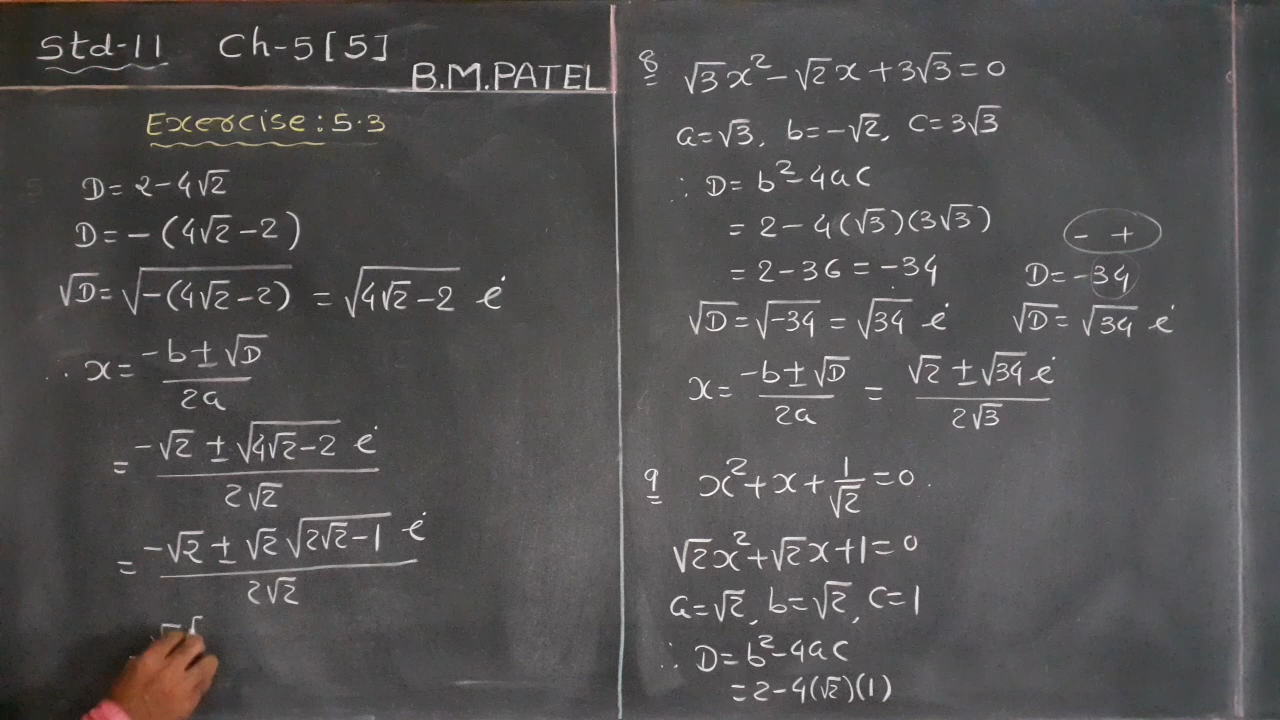 Std-11 Ch-5[5]
B.M.PATEL
Exercise: 5.3
D = 2 - 4√2
D = - (4√2 - 2)
√D = √-(4√2 - 2) = √4√2 - 2 i
∴ x = -b ± √D / 2a
= -√2 ± √4√2 - 2 i / 2√2
= -√2 ± √2 √2√2 - 1 i / 2√2
8 √3x² - √2x + 3√3 = 0
a = √3, b = -√2, c = 3√3
∴ D = b² - 4ac
= 2 - 4(√3)(3√3)
- +
= 2 - 36 = -34 D = -34
√D = √-34 = √34 i √D = √34 i
x = -b ± √D / 2a = √2 ± √34 i / 2√3
9 x² + x + 1/√2 = 0.
√2x² + √2x + 1 = 0
a = √2, b = √2, c = 1
∴ D = b² - 4ac
= 2 - 4(√2)(1)